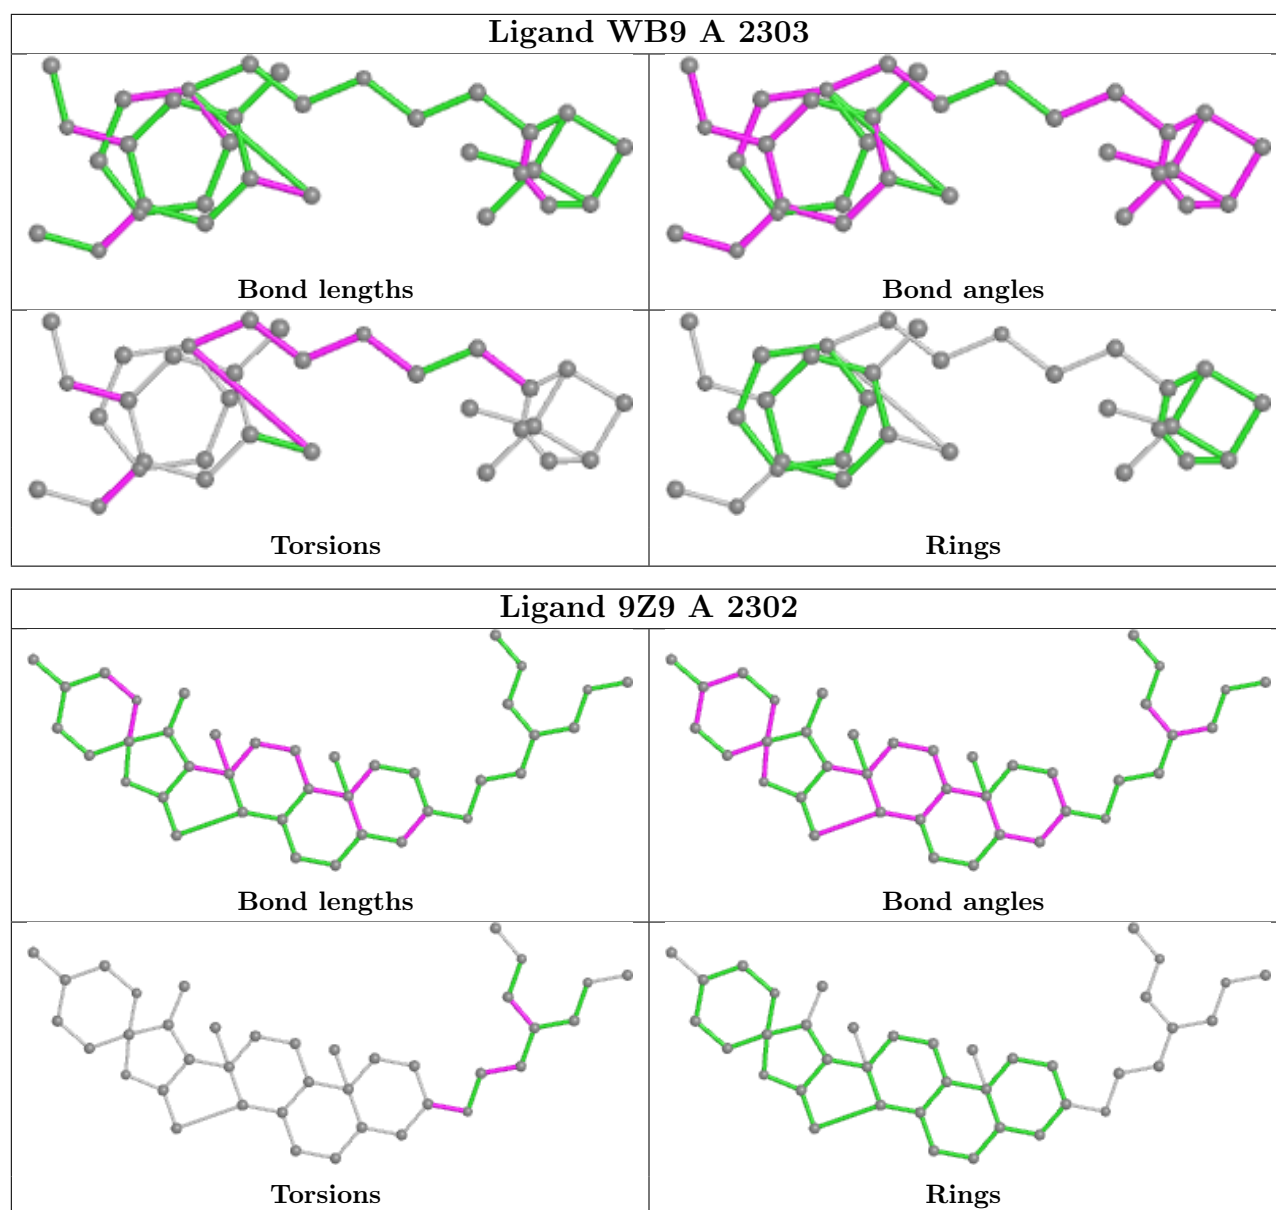 Ligand WB9 A 2303
Bond lengths
Bond angles
Torsions
Rings
Ligand 9Z9 A 2302
Bond lengths
Bond angles
Torsions
Rings